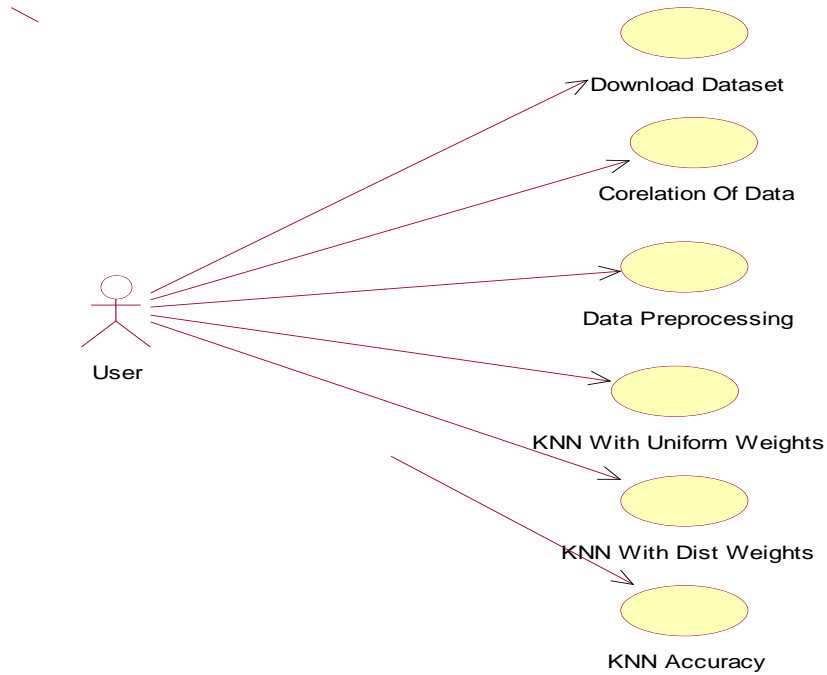 Download Dataset
Corelation Of Data
Data Preprocessing
User
KNN With Uniform Weights
KNN With Dist Weights
KNN Accuracy